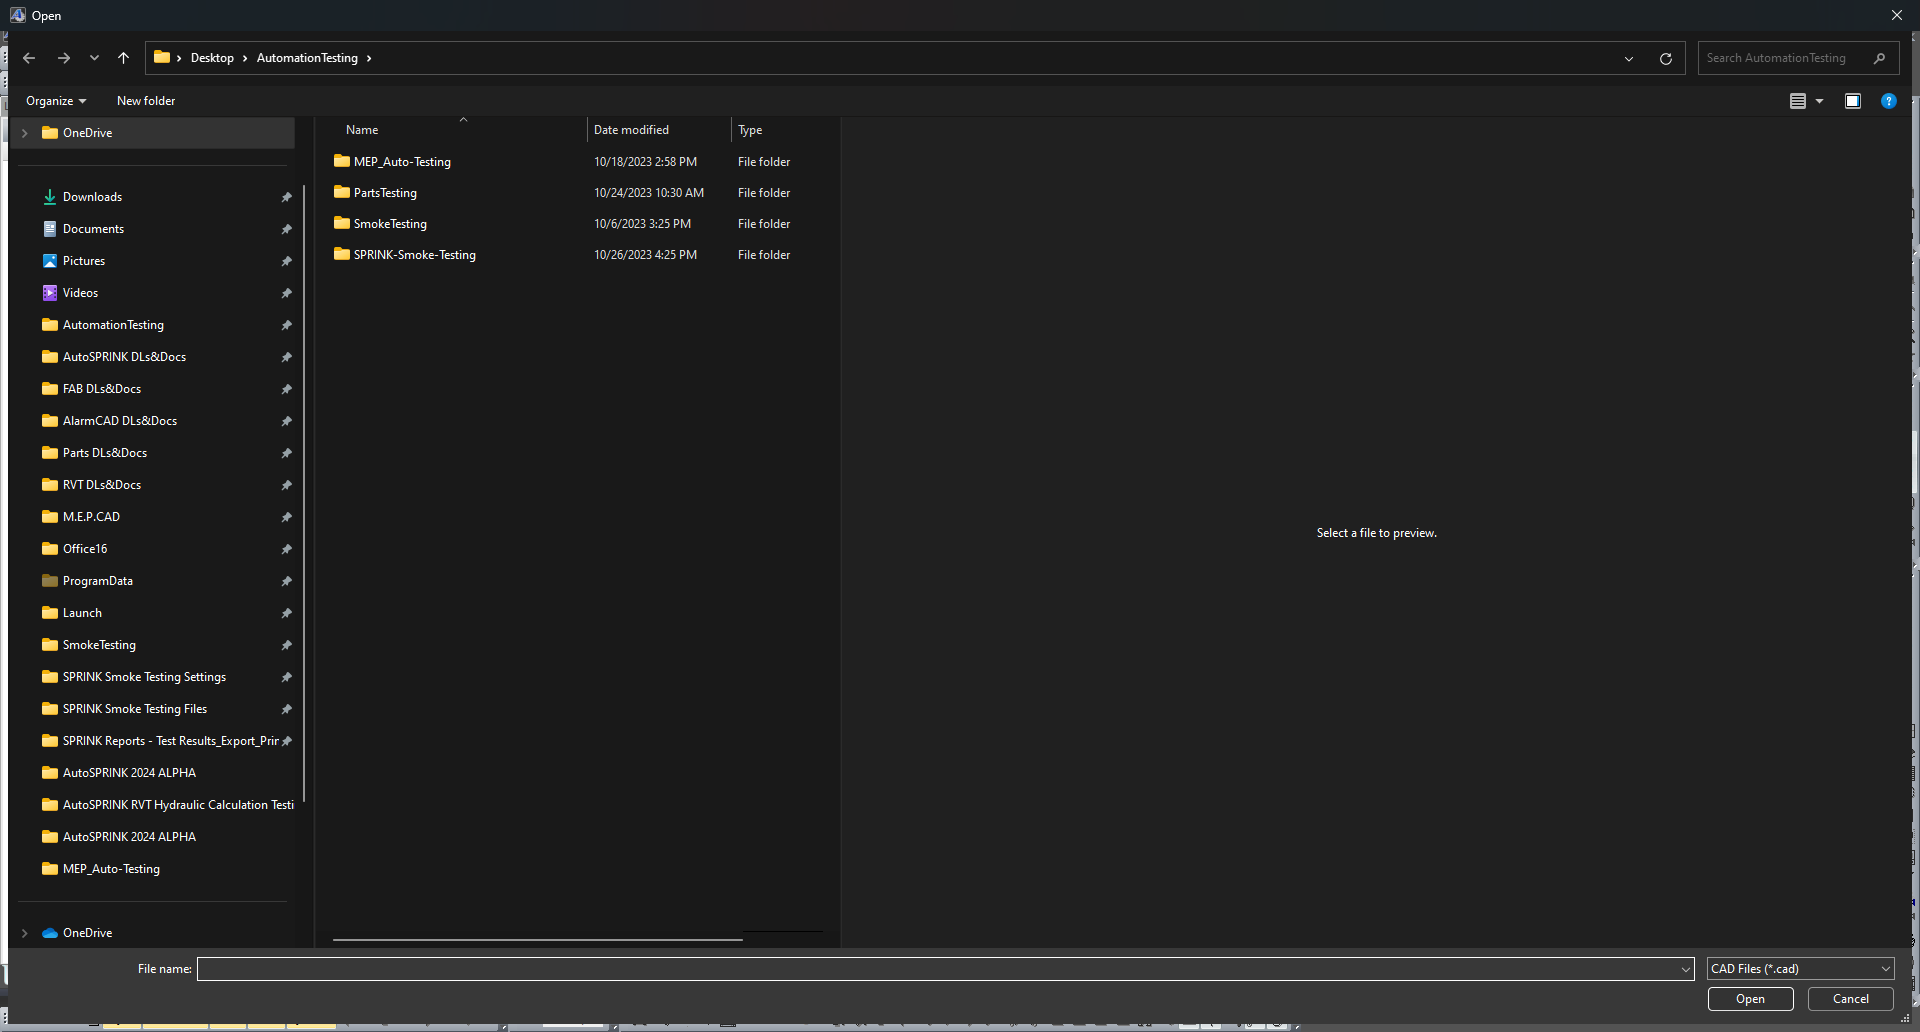 Open
Desktop
AutomationTesting
Search AutomationTesting
Organize
New folder
OneDrive
Downloads
Documents
Pictures
Videos
AutomationTesting
AutoSPRINK DLs&Docs
FAB DLs&Docs
AlarmCAD DLs&Docs
Parts DLs&Docs
RVT DLs&Docs
M.E.P.CAD
Office16
ProgramData
Launch
SmokeTesting
SPRINK Smoke Testing Settings
SPRINK Smoke Testing Files
SPRINK Reports - Test Results_Export_Prir
AutoSPRINK 2024 ALPHA
AutoSPRINK RVT Hydraulic Calculation Testi
AutoSPRINK 2024 ALPHA
MEP_Auto-Testing
OneDrive
Name Date modified Type
MEP_Auto-Testing 10/18/2023 2:58 PM File folder
PartsTesting 10/24/2023 10:30 AM File folder
SmokeTesting 10/6/2023 3:25 PM File folder
SPRINK-Smoke-Testing 10/26/2023 4:25 PM File folder
Select a file to preview.
File name:
CAD Files (*.cad)
Open Cancel